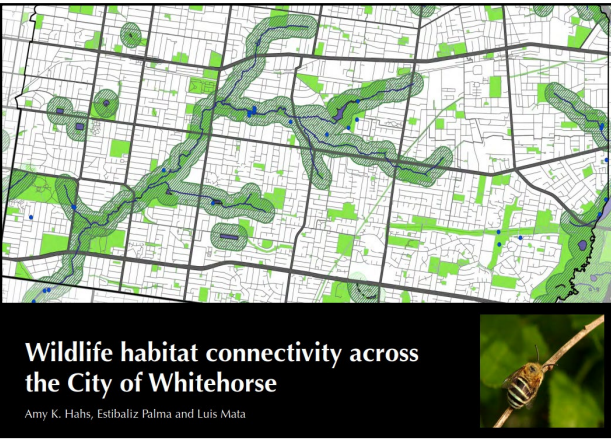 Wildlife habitat connectivity across
the City of Whitehorse
Amy K. Hahs, Estibaliz Palma and Luis Mata